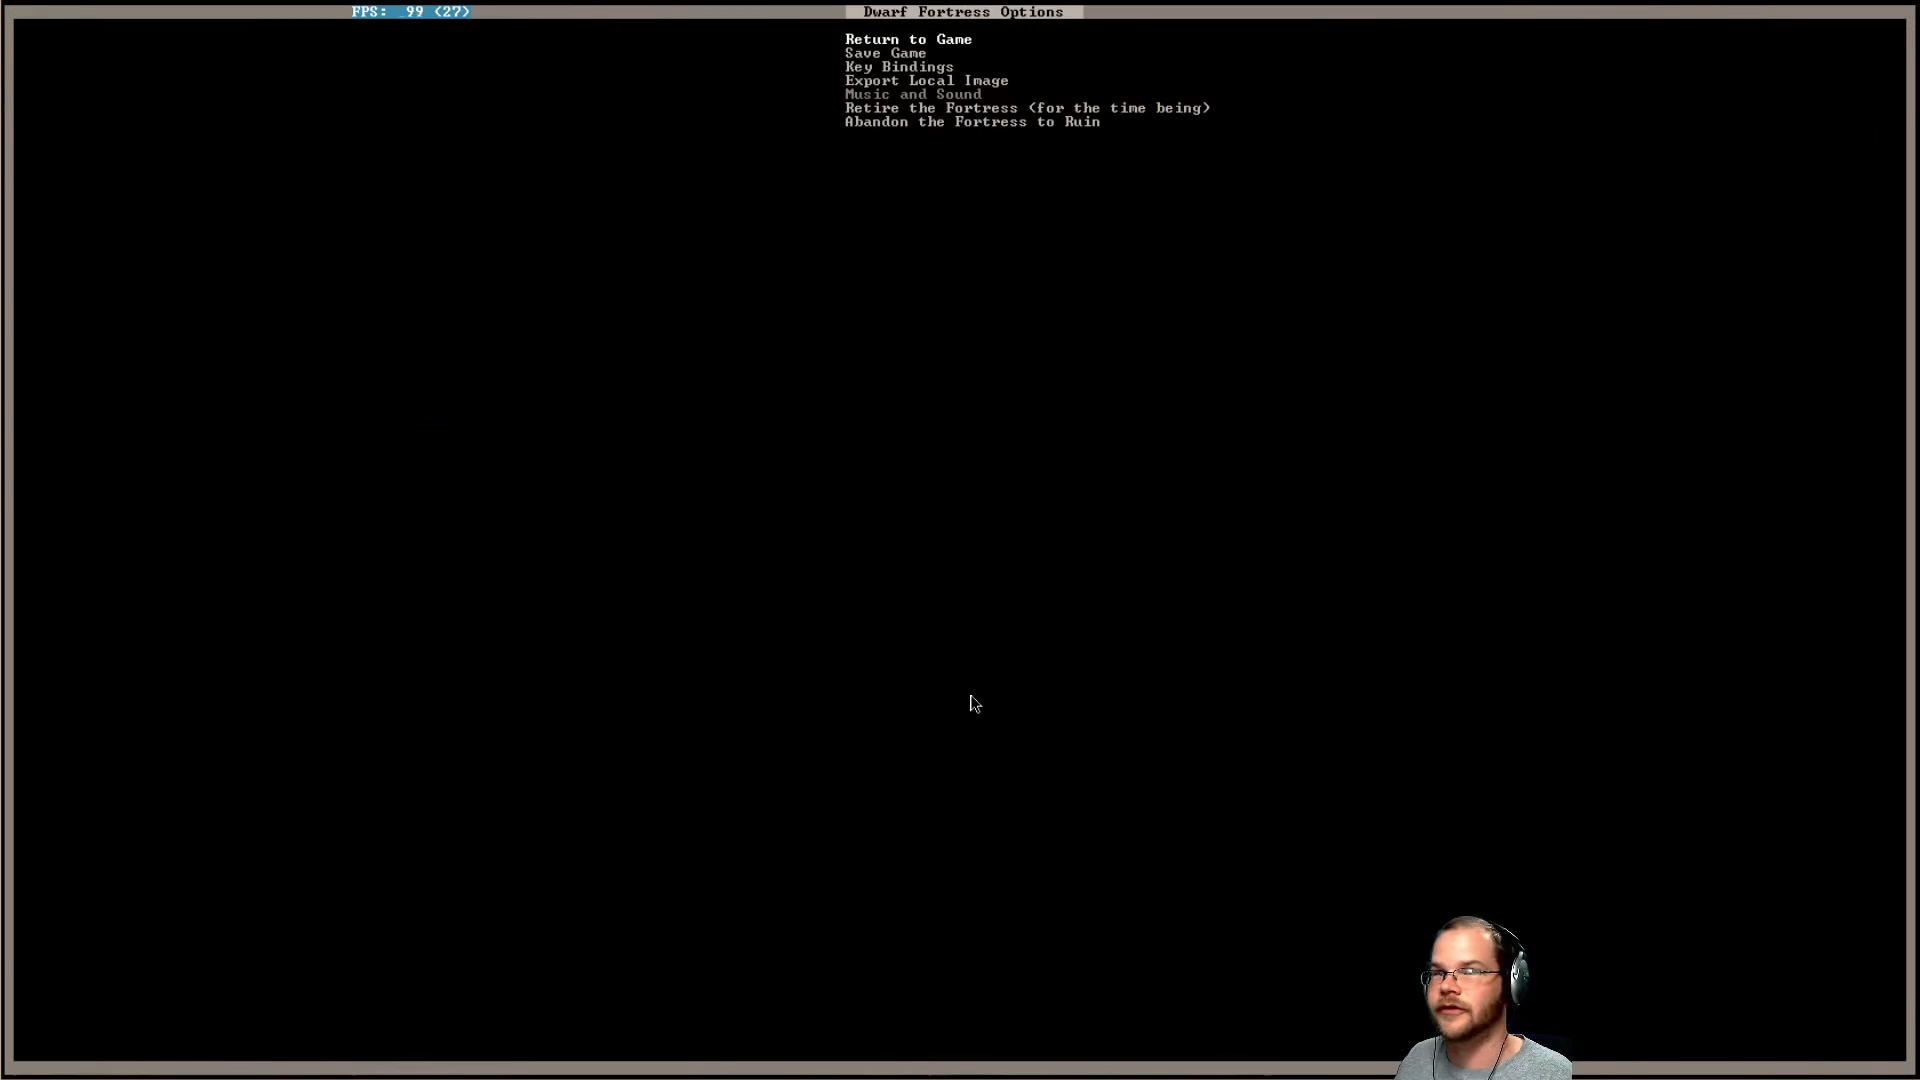 FPS: 99 (27)
Dwarf Fortress Options
Return to Game
Save Game
Key Bindings
Export Local Image
Music and Sound
Retire the Fortress (for the time being)
Abandon the Fortress to Ruin